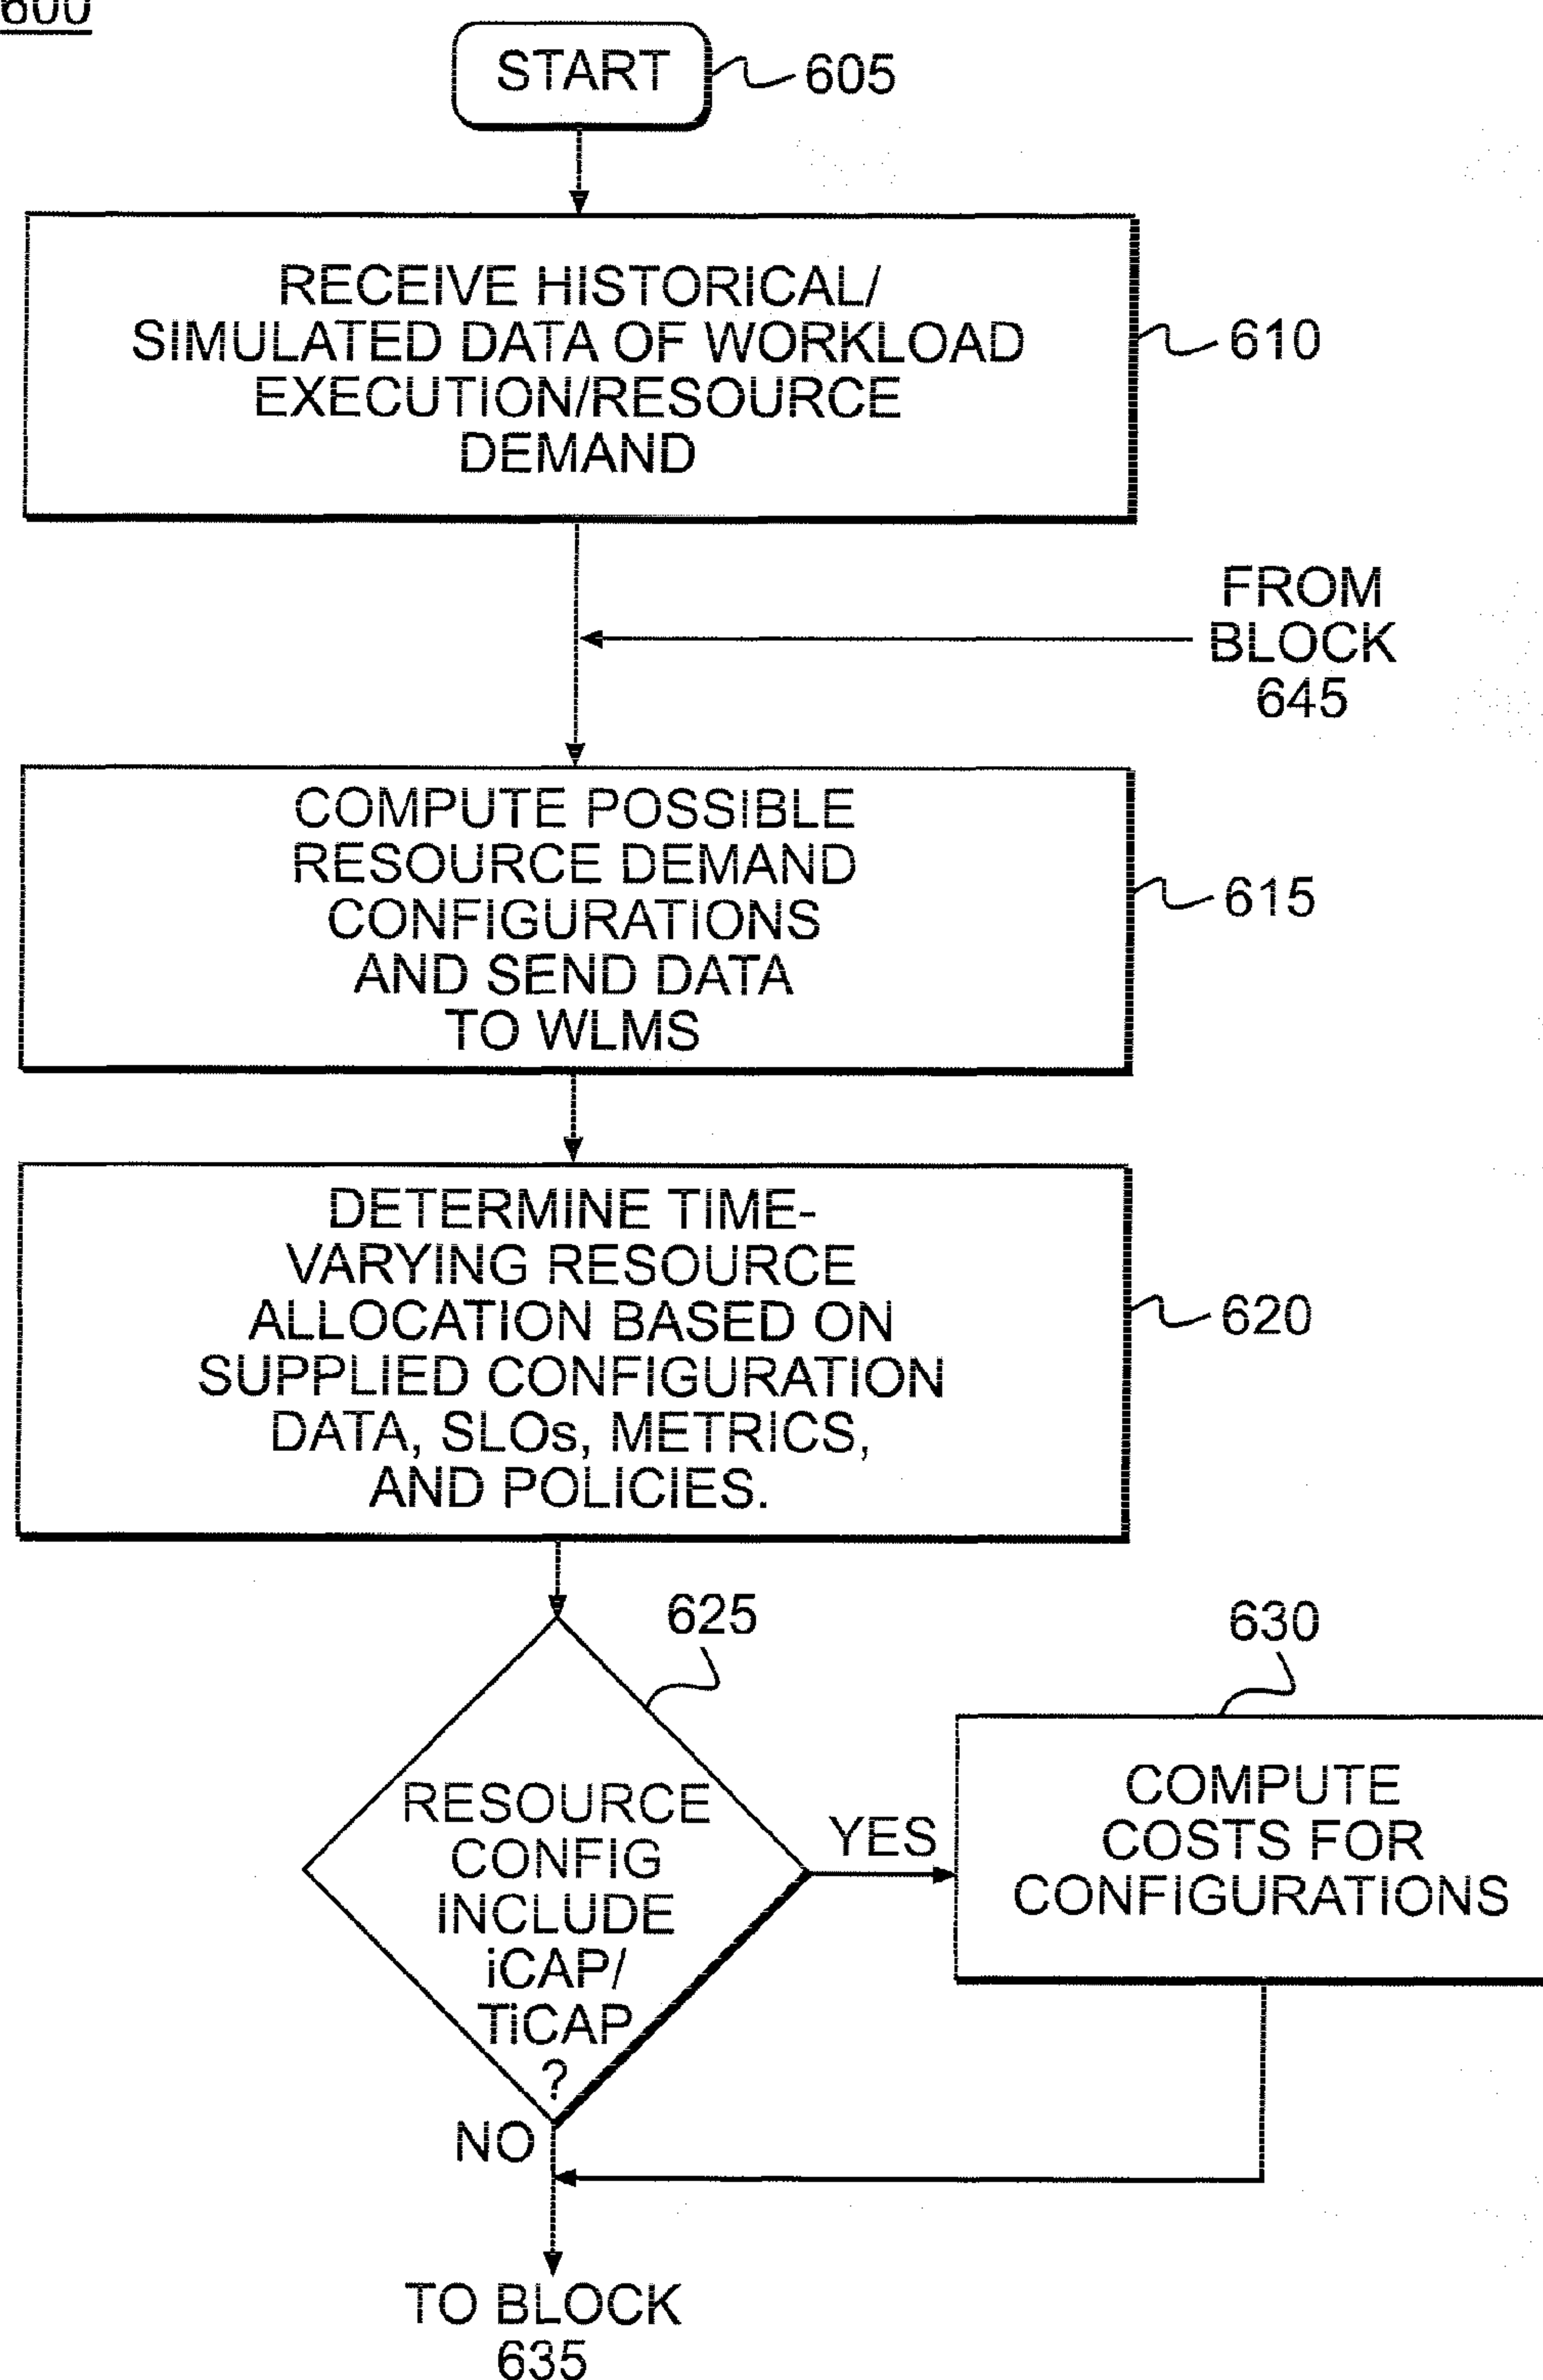 600
START
605
RECEIVE HISTORICAL/
SIMULATED DATA OF WORKLOAD
EXECUTION/RESOURCE
DEMAND
610
FROM
BLOCK
645
COMPUTE POSSIBLE
RESOURCE DEMAND
CONFIGURATIONS
AND SEND DATA
TO WLMS
615
DETERMINE TIME-
VARYING RESOURCE
ALLOCATION BASED ON
SUPPLIED CONFIGURATION
DATA, SLOs, METRICS,
AND POLICIES.
620
625
RESOURCE
CONFIG
INCLUDE
iCAP/
TiCAP
?
YES
630
COMPUTE
COSTS FOR
CONFIGURATIONS
NO
TO BLOCK
635